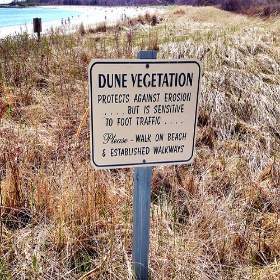 DUNE VEGETATION
PROTECTS AGAINST EROSION
....BUT IS SENSITIVE
TO FOOT TRAFFIC ....
Please - WALK ON BEACH
& ESTABLISHED WALKWAYS